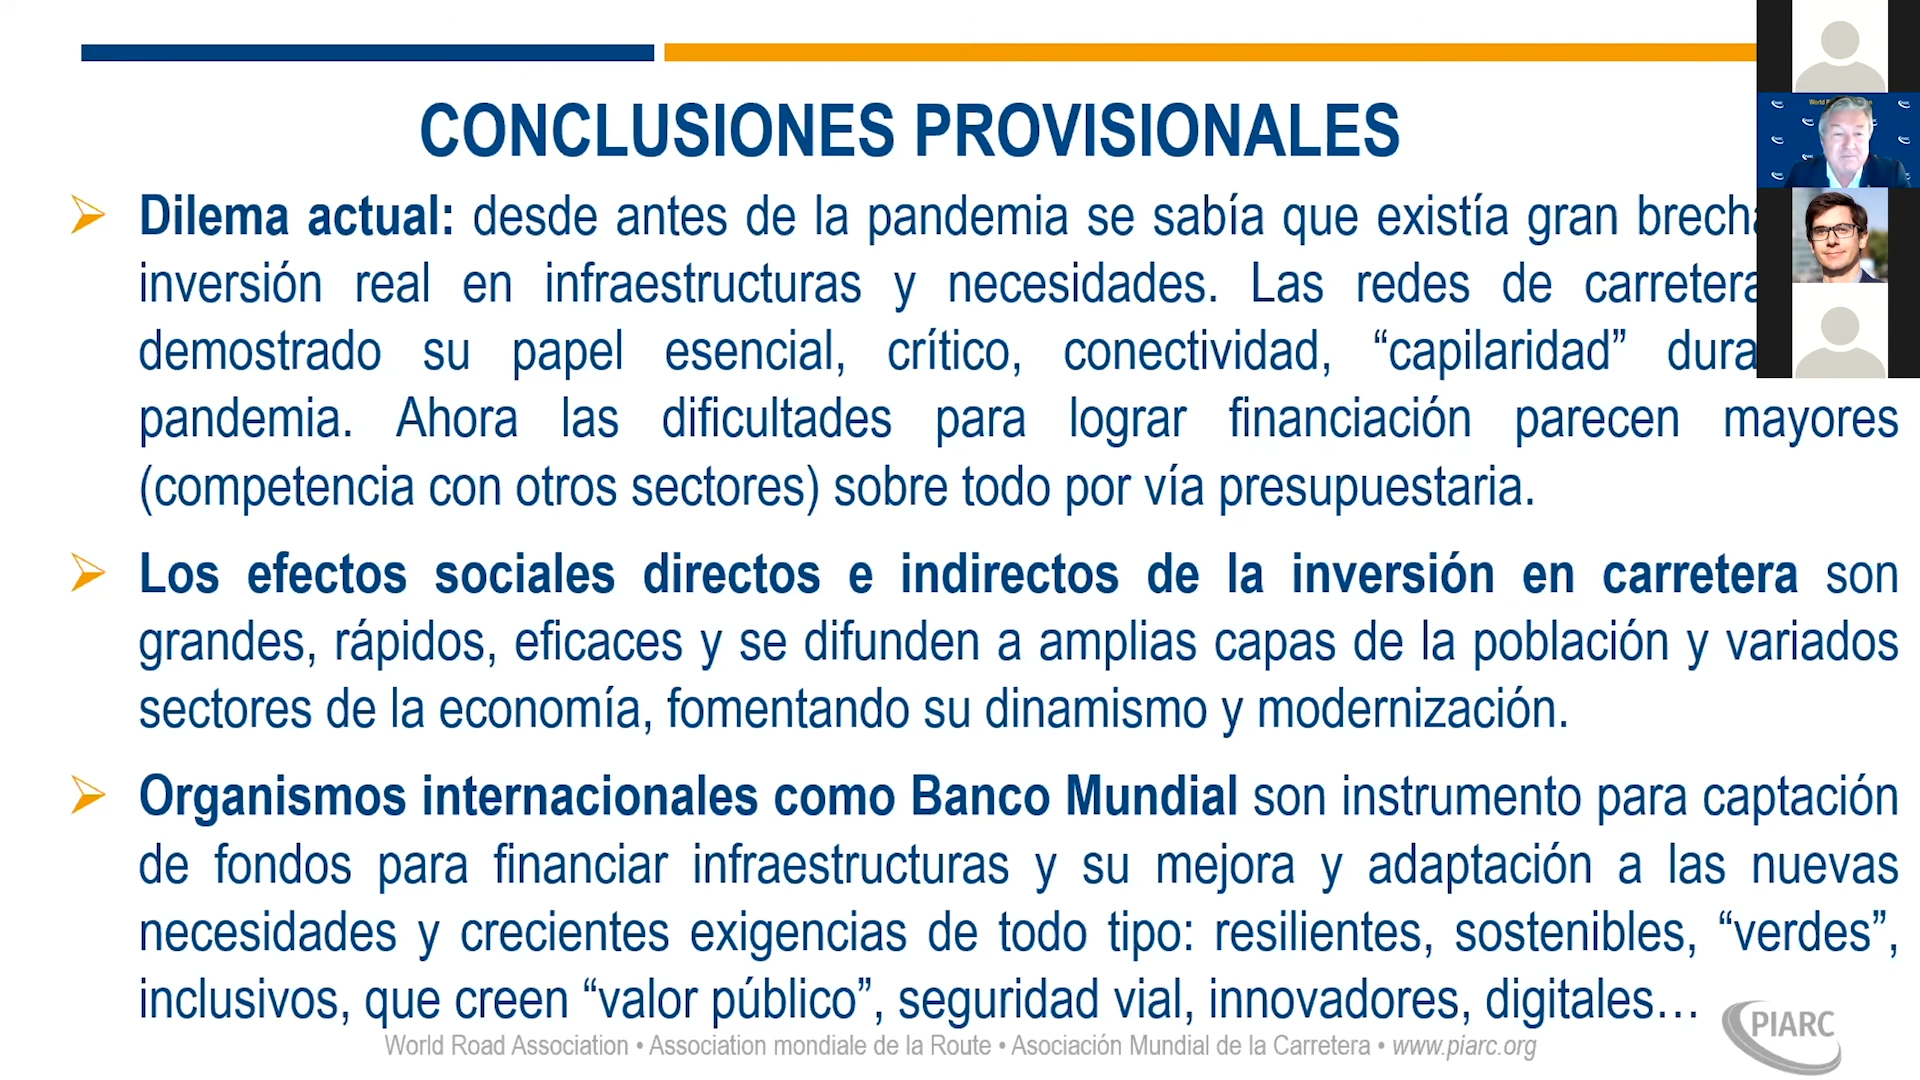 CONCLUSIONES PROVISIONALES
Dilema actual: desde antes de la pandemia se sabía que existía gran
inversión real en infraestructuras y necesidades. Las redes de
demostrado su papel esencial, crítico, conectividad, “capilaridad”
pandemia. Ahora las dificultades para lograr financiación parecen mayores
(competencia con otros sectores) sobre todo por vía presupuestaria.
Los efectos sociales directos e indirectos de la inversión en carretera son
grandes, rápidos, eficaces y se difunden a amplias capas de la población y variados
sectores de la economía, fomentando su dinamismo y modernización.
Organismos internacionales como Banco Mundial son instrumento para captación
de fondos para financiar infraestructuras y su mejora y adaptación a las nuevas
necesidades y crecientes exigencias de todo tipo: resilientes, sostenibles, “verdes”,
inclusivos, que creen “valor público”, seguridad vial, innovadores, digitales…
World Road Association • Association mondiale de la Route • Asociación Mundial de la Carretera • www.piarc.org
PIARC